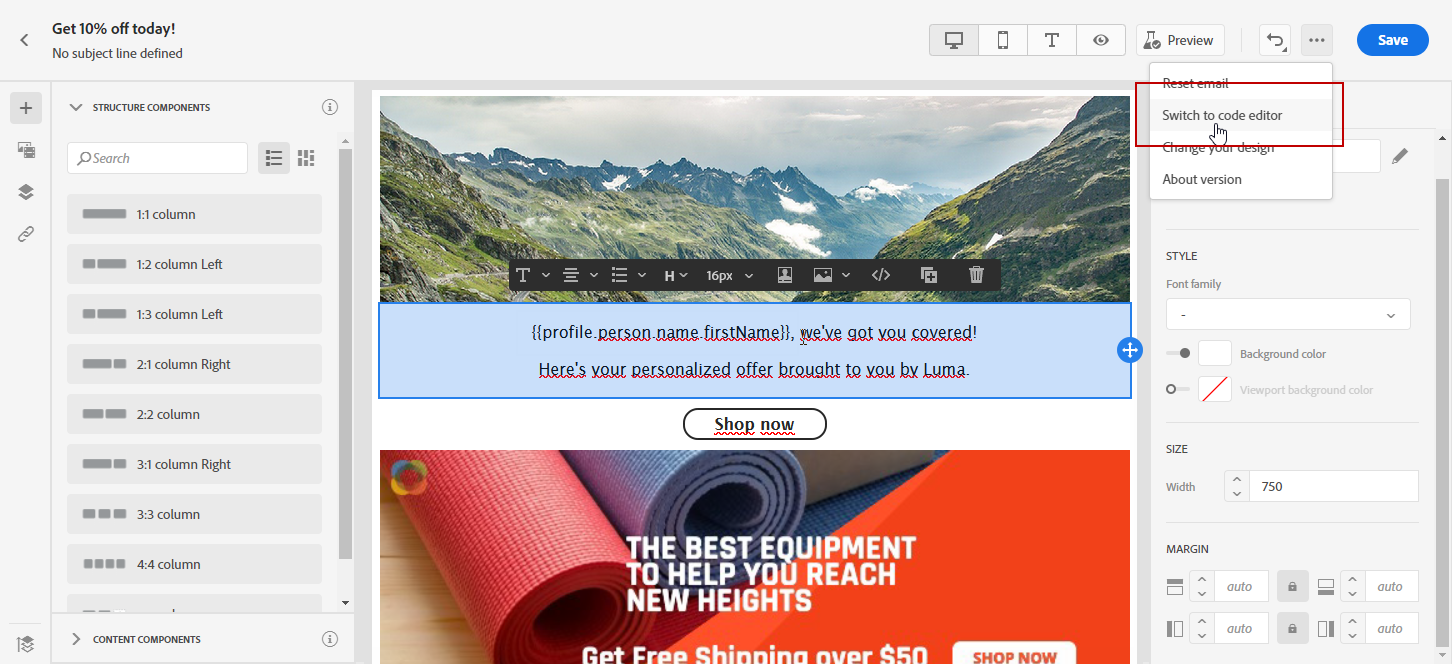 Get 10% off today!
No subject line defined
Preview
Save
Reset email
Switch to code editor
Change your design
About version
STRUCTURE COMPONENTS
Search
1:1 column
1:2 column Left
1:3 column Left
2:1 column Right
2:2 column
3:1 column Right
3:3 column
4:4 column
CONTENT COMPONENTS
H
16px
{{profile.person.name.firstName}}, we've got you covered!
Here's your personalized offer brought to you by Luma.
Shop now
THE BEST EQUIPMENT
TO HELP YOU REACH
NEW HEIGHTS
Get Free Shipping over $50
SHOP NOW
STYLE
Font family
-
Background color
Viewport background color
SIZE
Width
750
MARGIN
auto
auto
auto
auto